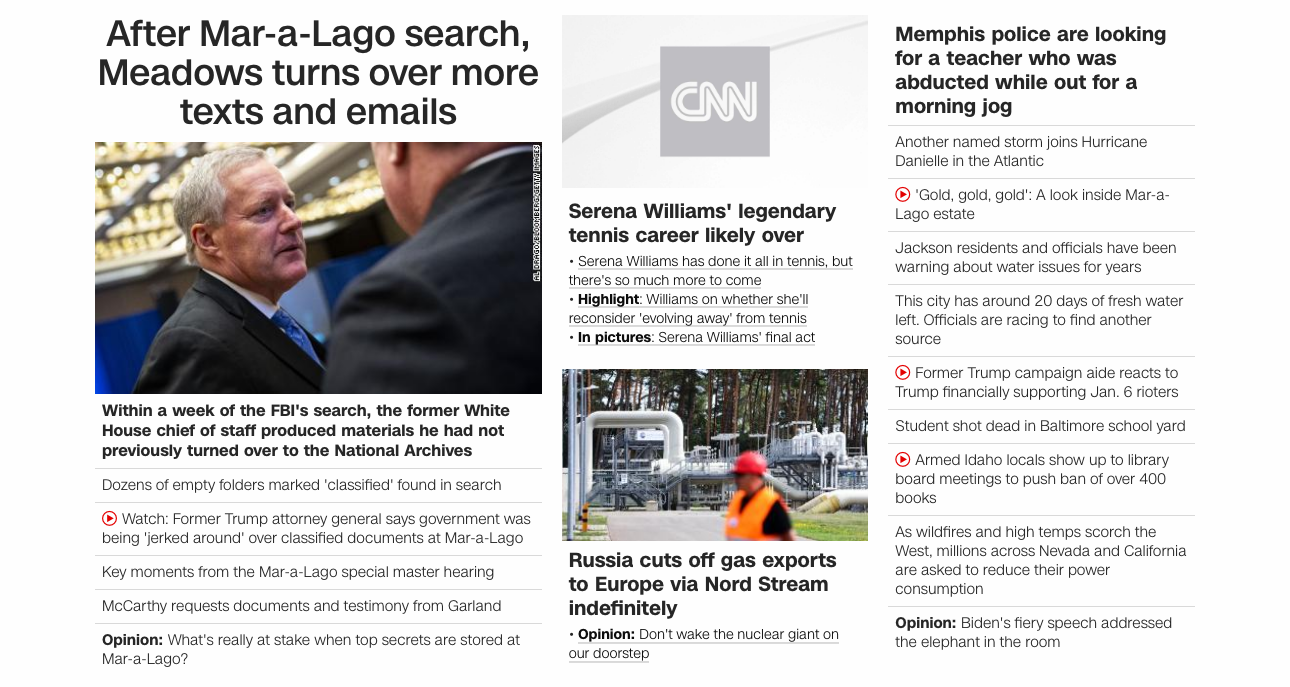 After Mar-a-Lago search,
Meadows turns over more
texts and emails
AL DRAGO/BLOOMBERG/GETTY IMAGES
Within a week of the FBI's search, the former White
House chief of staff produced materials he had not
previously turned over to the National Archives
Dozens of empty folders marked 'classified' found in search
Watch: Former Trump attorney general says government was
being 'jerked around' over classified documents at Mar-a-Lago
Key moments from the Mar-a-Lago special master hearing
McCarthy requests documents and testimony from Garland
Opinion: What's really at stake when top secrets are stored at
Mar-a-Lago?
CNN
Serena Williams' legendary
tennis career likely over
• Serena Williams has done it all in tennis, but
there's so much more to come
• Highlight: Williams on whether she'll
reconsider 'evolving away' from tennis
• In pictures: Serena Williams' final act
Russia cuts off gas exports
to Europe via Nord Stream
indefinitely
• Opinion: Don't wake the nuclear giant on
our doorstep
Memphis police are looking
for a teacher who was
abducted while out for a
morning jog
Another named storm joins Hurricane
Danielle in the Atlantic
'Gold, gold, gold': A look inside Mar-a-
Lago estate
Jackson residents and officials have been
warning about water issues for years
This city has around 20 days of fresh water
left. Officials are racing to find another
source
Former Trump campaign aide reacts to
Trump financially supporting Jan. 6 rioters
Student shot dead in Baltimore school yard
Armed Idaho locals show up to library
board meetings to push ban of over 400
books
As wildfires and high temps scorch the
West, millions across Nevada and California
are asked to reduce their power
consumption
Opinion: Biden's fiery speech addressed
the elephant in the room